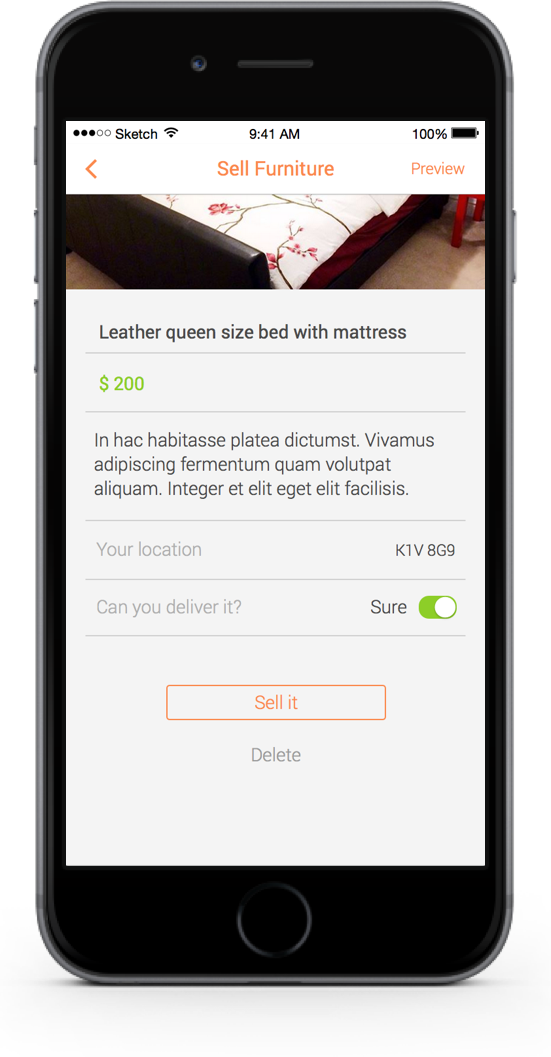 Sketch 9:41 AM 100%
Sell Furniture Preview
Leather queen size bed with mattress
$ 200
In hac habitasse platea dictumst. Vivamus
adipiscing fermentum quam volutpat
aliquam. Integer et elit eget elit facilisis.
Your location K1V 8G9
Can you deliver it? Sure
Sell it
Delete